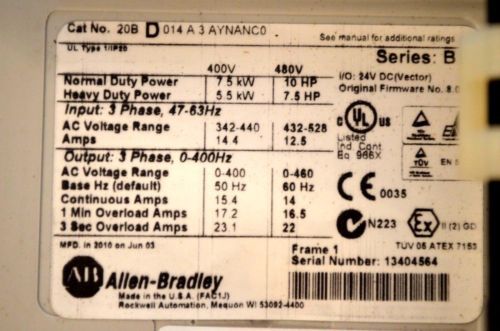 Cat No. 20B D 014 A 3 AYNANC0
See manual for additional ratings
UL Type 1/IP20
Series: B
400V 480V
Normal Duty Power 7.5 kW 10 HP
Heavy Duty Power 5.5 kW 7.5 HP
I/O: 24V DC(Vector)
Original Firmware No. 8.0
Input: 3 Phase, 47-63Hz
AC Voltage Range 342-440 432-528
Amps 14.4 12.5
Output: 3 Phase, 0-400Hz
AC Voltage Range 0-400 0-460
Base Hz (default) 50 Hz 60 Hz
Continuous Amps 15.4 14
1 Min Overload Amps 17.2 16.5
3 Sec Overload Amps 23.1 22
C UL US
Listed
Ind Cont
Eq 966X
TÜV
EN
CE 0035
N223
Ex II (2) GD
TUV 05 ATEX 7153
MFD. in 2010 on Jun 03
Frame 1
Serial Number: 13404564
AB Allen-Bradley
Made in the U.S.A. (FAC1J)
Rockwell Automation, Mequon WI 53092-4400